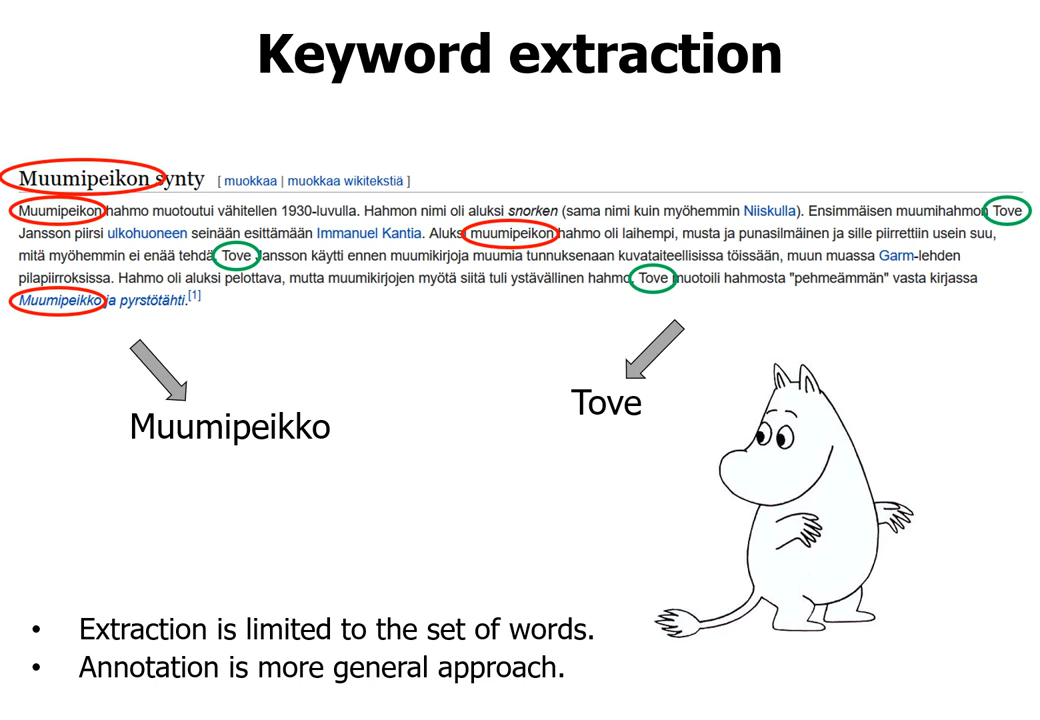 Keyword extraction
Muumipeikon synty [ muokkaa | muokkaa wikitekstiä ]
Muumipeikon hahmo muotoutui vähitellen 1930-luvulla. Hahmon nimi oli aluksi snorken (sama nimi kuin myöhemmin Niiskulla). Ensimmäisen muumihahmon Tove
Jansson piirsi ulkohuoneen seinään esittämään Immanuel Kantia. Aluksi muumipeikon hahmo oli laihempi, musta ja punasilmäinen ja sille piirrettiin usein suu,
mitä myöhemmin ei enää tehdä. Tove Jansson käytti ennen muumikirjoja muumia tunnuksenaan kuvataiteellisissa töissään, muun muassa Garm-lehden
pilapiirroksissa. Hahmo oli aluksi pelottava, mutta muumikirjojen myötä siitä tuli ystävällinen hahmo. Tove muotoili hahmosta "pehmeämmän" vasta kirjassa
Muumipeikko ja pyrstötähti.[1]
Muumipeikko
Tove
• Extraction is limited to the set of words.
• Annotation is more general approach.